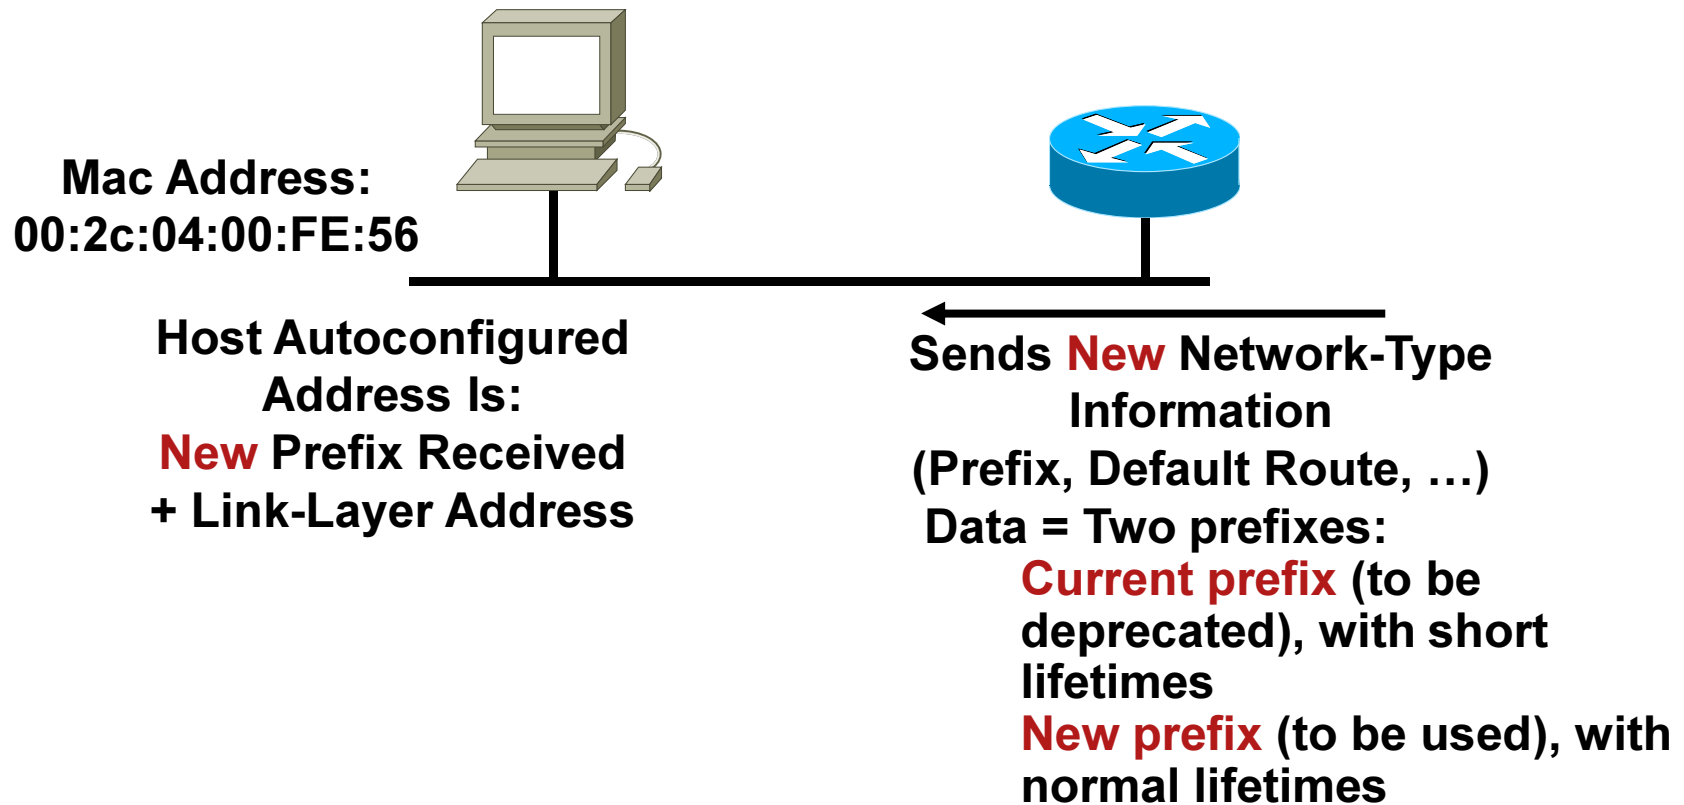 Mac Address:
00:2c:04:00:FE:56
Host Autoconfigured
Address Is:
New Prefix Received
+ Link-Layer Address
Sends New Network-Type
Information
(Prefix, Default Route, …)
Data = Two prefixes:
Current prefix (to be
deprecated), with short
lifetimes
New prefix (to be used), with
normal lifetimes